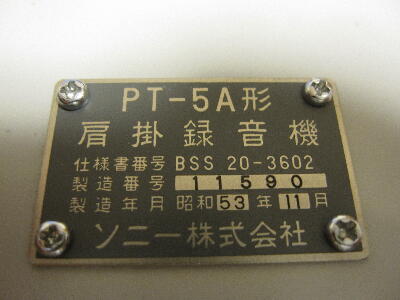 PT-5A形
肩掛録音機
仕様書番号 BSS 20-3602
製造番号 11590
製造年月 昭和53年11月
ソニー株式会社